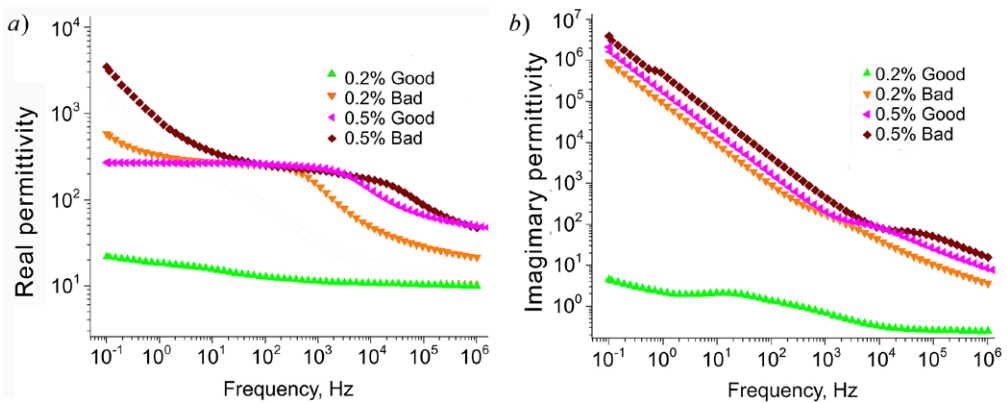 a)
Real permittivity
10⁴
10³
10²
10¹
0.2% Good
0.2% Bad
0.5% Good
0.5% Bad
10⁻¹ 10⁰ 10¹ 10² 10³ 10⁴ 10⁵ 10⁶
Frequency, Hz
b)
Imagimary permittivity
10⁷
10⁶
10⁵
10⁴
10³
10²
10¹
10⁰
0.2% Good
0.2% Bad
0.5% Good
0.5% Bad
10⁻¹ 10⁰ 10¹ 10² 10³ 10⁴ 10⁵ 10⁶
Frequency, Hz